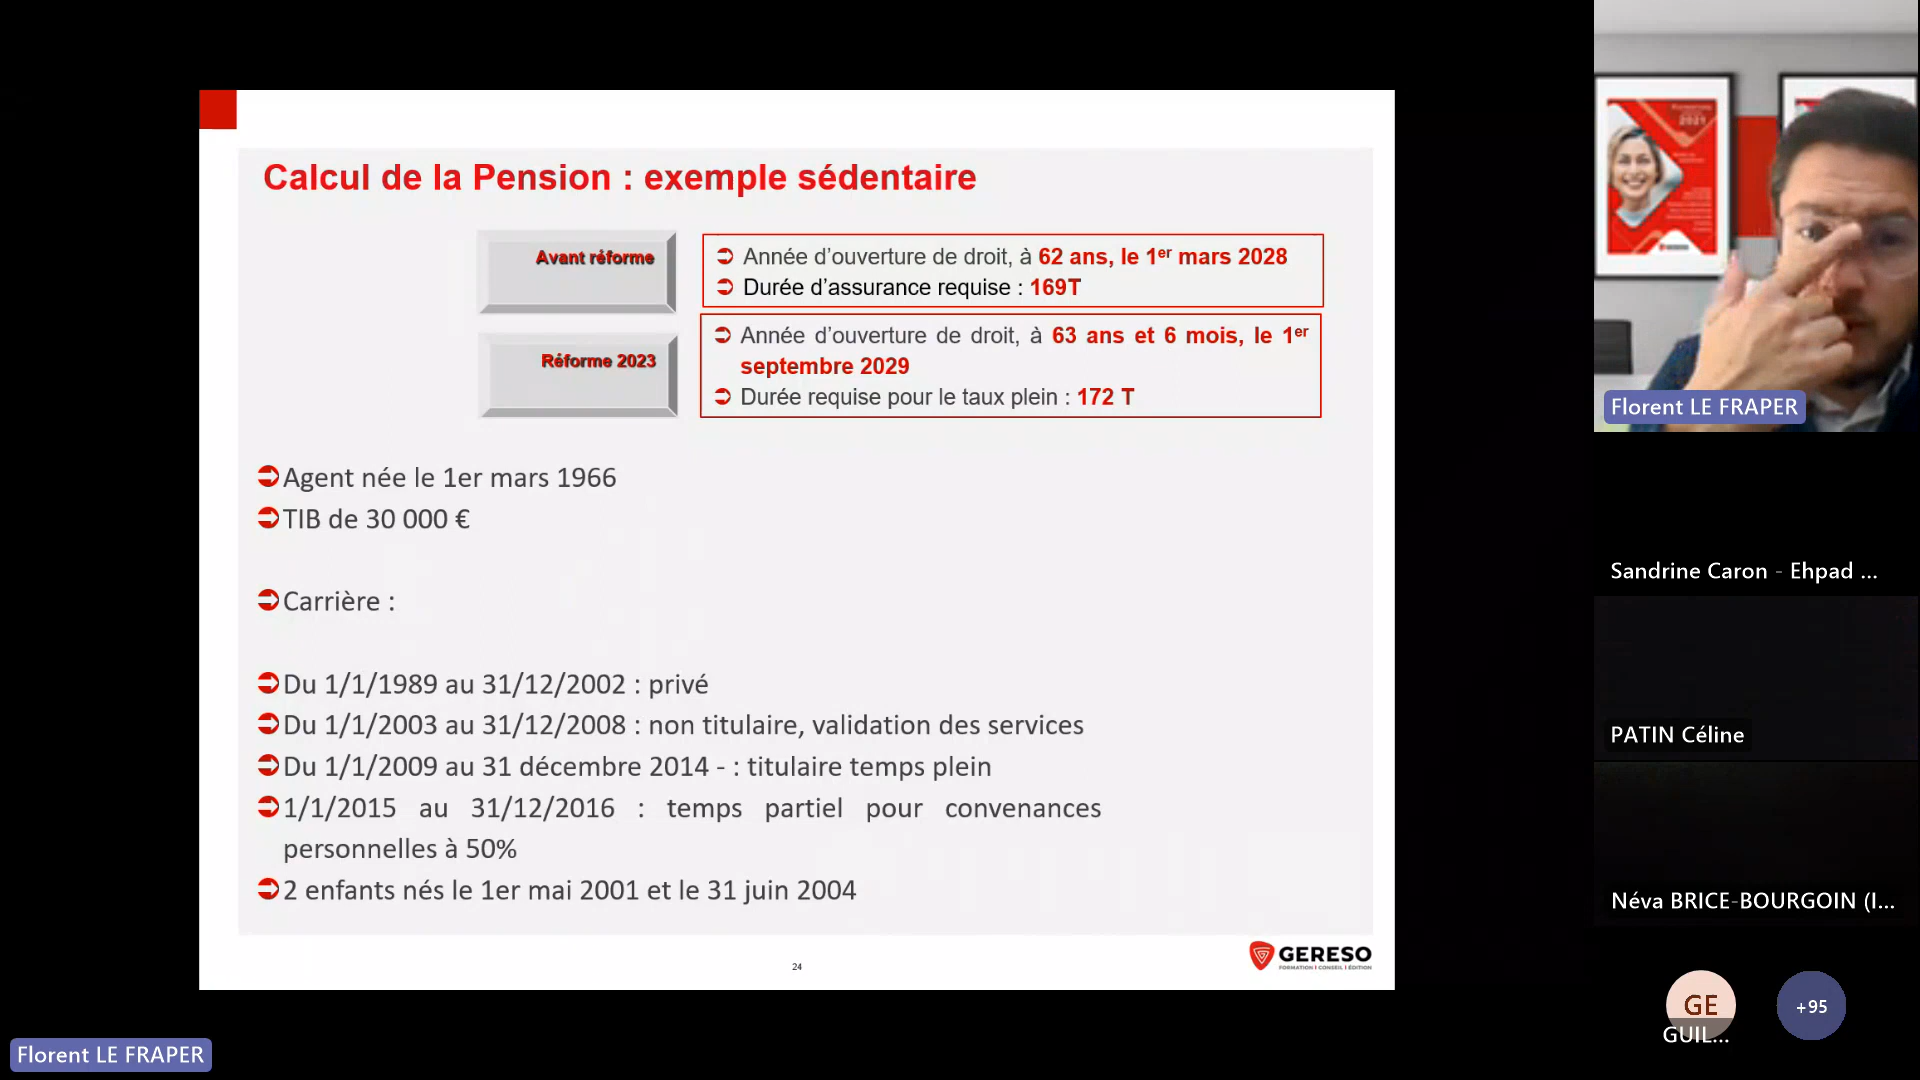 Calcul de la Pension : exemple sédentaire
Avant réforme
Année d’ouverture de droit, à 62 ans, le 1er mars 2028
Durée d’assurance requise : 169T
Réforme 2023
Année d’ouverture de droit, à 63 ans et 6 mois, le 1er
septembre 2029
Durée requise pour le taux plein : 172 T
Agent née le 1er mars 1966
TIB de 30 000 €
Carrière :
Du 1/1/1989 au 31/12/2002 : privé
Du 1/1/2003 au 31/12/2008 : non titulaire, validation des services
Du 1/1/2009 au 31 décembre 2014 - : titulaire temps plein
1/1/2015 au 31/12/2016 : temps partiel pour convenances
personnelles à 50%
2 enfants nés le 1er mai 2001 et le 31 juin 2004
24
GERESO
FORMATION I CONSEIL I ÉDITION
Florent LE FRAPER
2021
Florent LE FRAPER
Sandrine Caron - Ehpad ...
PATIN Céline
Néva BRICE-BOURGOIN (I...
GE
GUIL...
+95